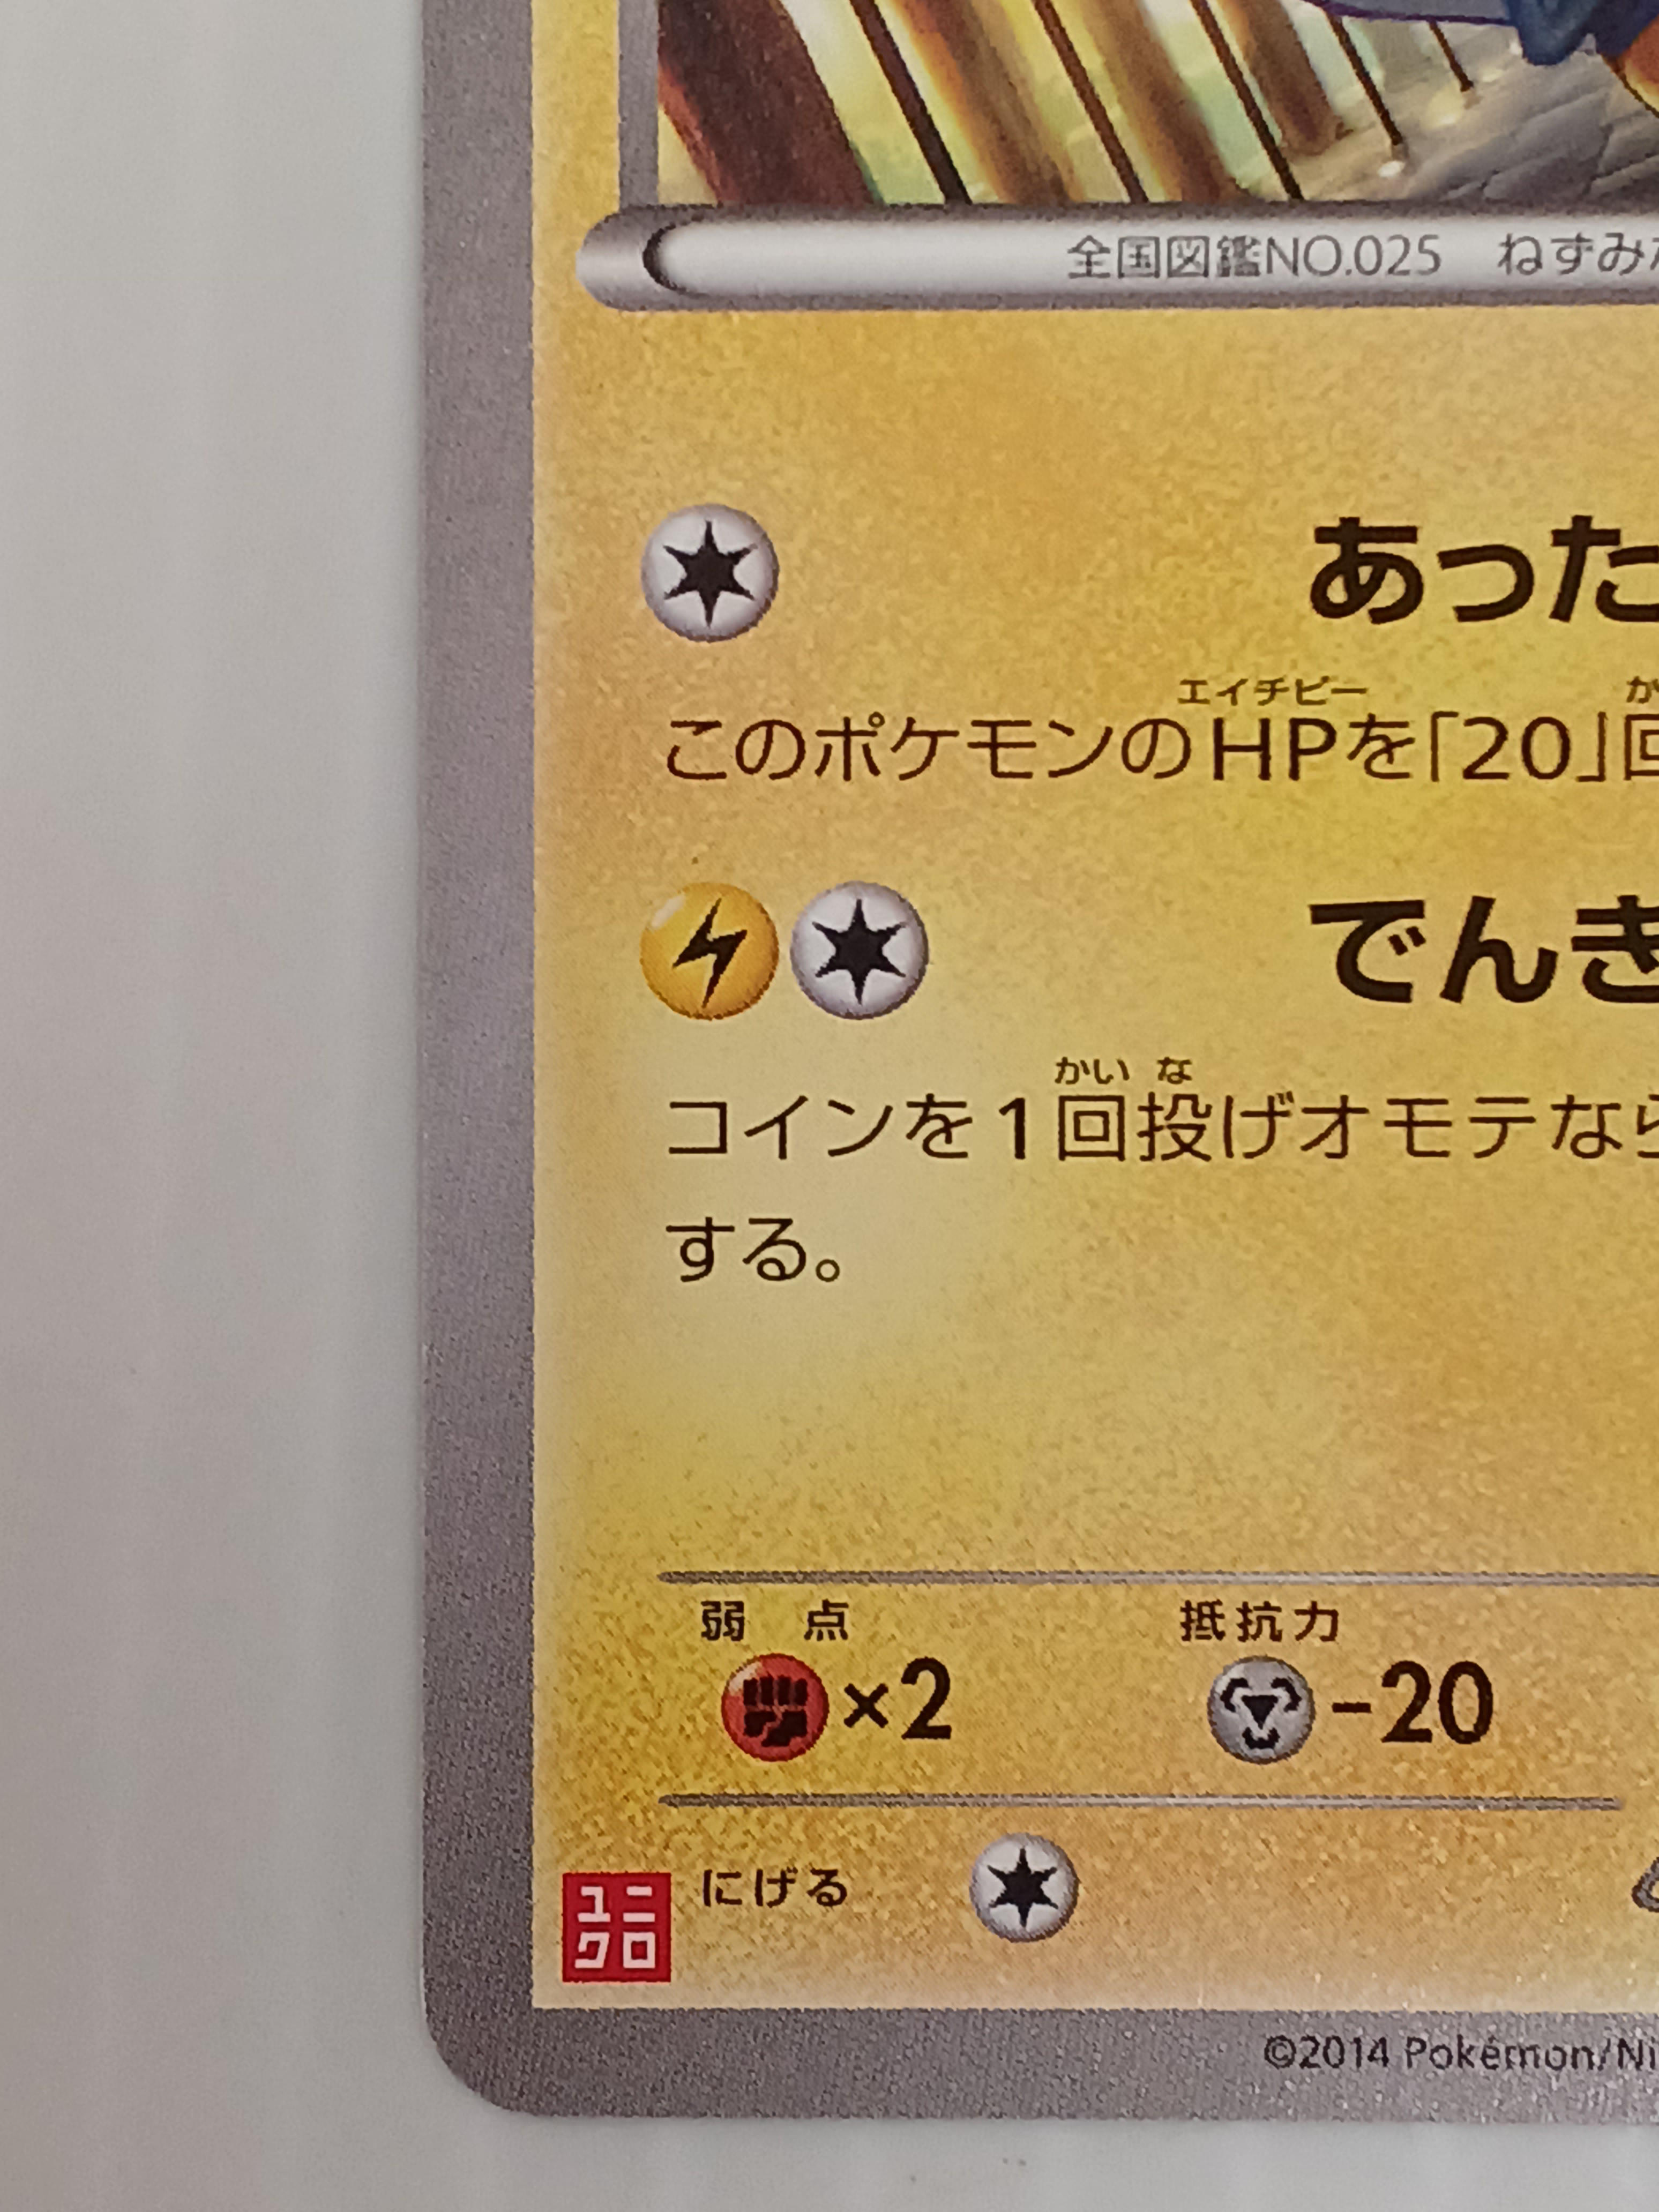 全国図鑑NO.025 ねずみ
あった
エイチピー か
このポケモンのHPを「20」回
でんき
かい な
コインを1回投げオモテなら
する。
弱点 抵抗力
×2 -20
にげる
ユニ
クロ
©2014 Pokémon/Ni